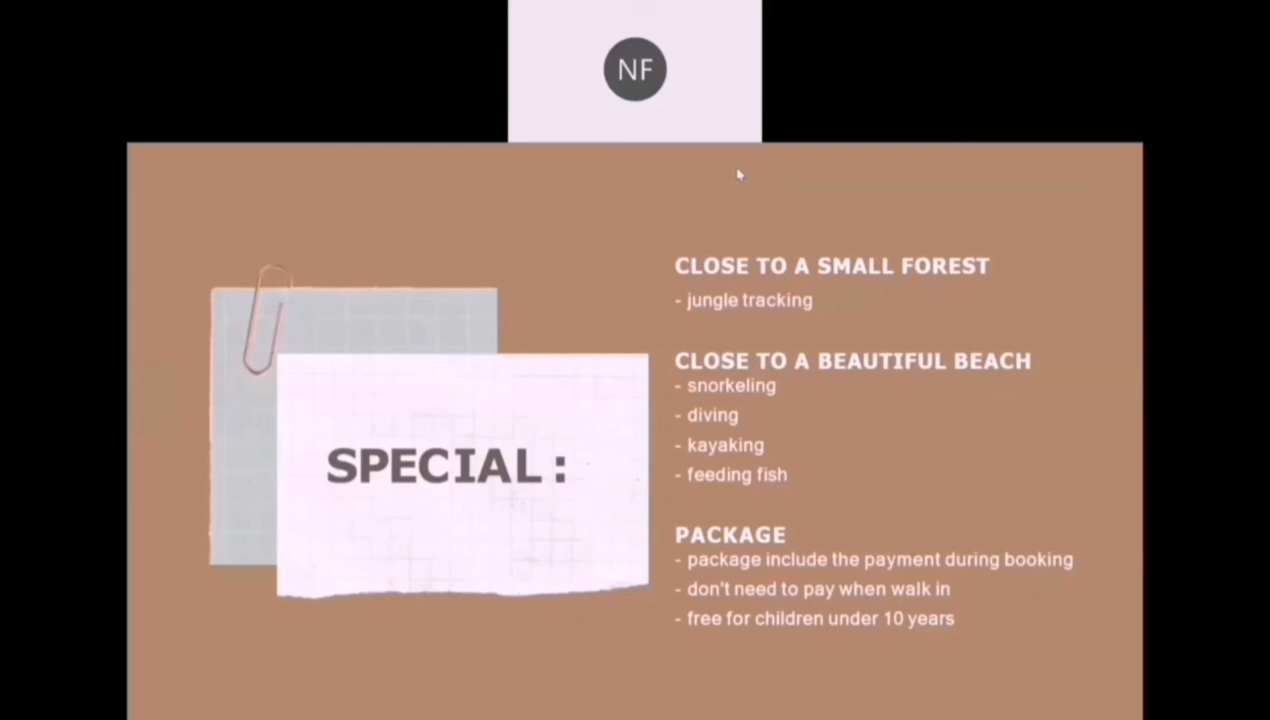 NF
CLOSE TO A SMALL FOREST
- jungle tracking
CLOSE TO A BEAUTIFUL BEACH
- snorkeling
- diving
- kayaking
- feeding fish
SPECIAL:
PACKAGE
- package include the payment during booking
- don't need to pay when walk in
- free for children under 10 years